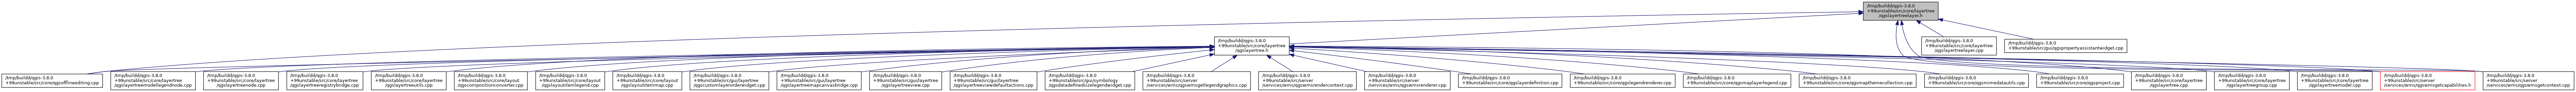 /tmp/buildd/qgis-3.8.0
+99unstable/src/core/layertree
/qgslayertreelayer.h
/tmp/buildd/qgis-3.8.0
+99unstable/src/core/layertree
/qgslayertree.h
/tmp/buildd/qgis-3.8.0
+99unstable/src/core/layertree
/qgslayertreelayer.cpp
/tmp/buildd/qgis-3.8.0
+99unstable/src/gui/qgspropertyassistantwidget.cpp
/tmp/buildd/qgis-3.8.0
+99unstable/src/core/qgsofflineediting.cpp
/tmp/buildd/qgis-3.8.0
+99unstable/src/core/layertree
/qgslayertreemodellegendnode.cpp
/tmp/buildd/qgis-3.8.0
+99unstable/src/core/layertree
/qgslayertreenode.cpp
/tmp/buildd/qgis-3.8.0
+99unstable/src/core/layertree
/qgslayertreeregistrybridge.cpp
/tmp/buildd/qgis-3.8.0
+99unstable/src/core/layertree
/qgslayertreeutils.cpp
/tmp/buildd/qgis-3.8.0
+99unstable/src/core/layout
/qgscompositionconverter.cpp
/tmp/buildd/qgis-3.8.0
+99unstable/src/core/layout
/qgslayoutitemlegend.cpp
/tmp/buildd/qgis-3.8.0
+99unstable/src/core/layout
/qgslayoutitemmap.cpp
/tmp/buildd/qgis-3.8.0
+99unstable/src/gui/layertree
/qgscustomlayerorderwidget.cpp
/tmp/buildd/qgis-3.8.0
+99unstable/src/gui/layertree
/qgslayertreemapcanvasbridge.cpp
/tmp/buildd/qgis-3.8.0
+99unstable/src/gui/layertree
/qgslayertreeview.cpp
/tmp/buildd/qgis-3.8.0
+99unstable/src/gui/layertree
/qgslayertreeviewdefaultactions.cpp
/tmp/buildd/qgis-3.8.0
+99unstable/src/gui/symbology
/qgsdatadefinedsizelegendwidget.cpp
/tmp/buildd/qgis-3.8.0
+99unstable/src/server
/services/wms/qgswmsgetlegendgraphics.cpp
/tmp/buildd/qgis-3.8.0
+99unstable/src/server
/services/wms/qgswmsrendercontext.cpp
/tmp/buildd/qgis-3.8.0
+99unstable/src/server
/services/wms/qgswmsrenderer.cpp
/tmp/buildd/qgis-3.8.0
+99unstable/src/core/qgslayerdefinition.cpp
/tmp/buildd/qgis-3.8.0
+99unstable/src/core/qgslegendrenderer.cpp
/tmp/buildd/qgis-3.8.0
+99unstable/src/core/qgsmaplayerlegend.cpp
/tmp/buildd/qgis-3.8.0
+99unstable/src/core/qgsmapthemecollection.cpp
/tmp/buildd/qgis-3.8.0
+99unstable/src/core/qgsmimedatautils.cpp
/tmp/buildd/qgis-3.8.0
+99unstable/src/core/qgsproject.cpp
/tmp/buildd/qgis-3.8.0
+99unstable/src/core/layertree
/qgslayertree.cpp
/tmp/buildd/qgis-3.8.0
+99unstable/src/core/layertree
/qgslayertreegroup.cpp
/tmp/buildd/qgis-3.8.0
+99unstable/src/core/layertree
/qgslayertreemodel.cpp
/tmp/buildd/qgis-3.8.0
+99unstable/src/server
/services/wms/qgswmsgetcapabilities.h
/tmp/buildd/qgis-3.8.0
+99unstable/src/server
/services/wms/qgswmsgetcontext.cpp